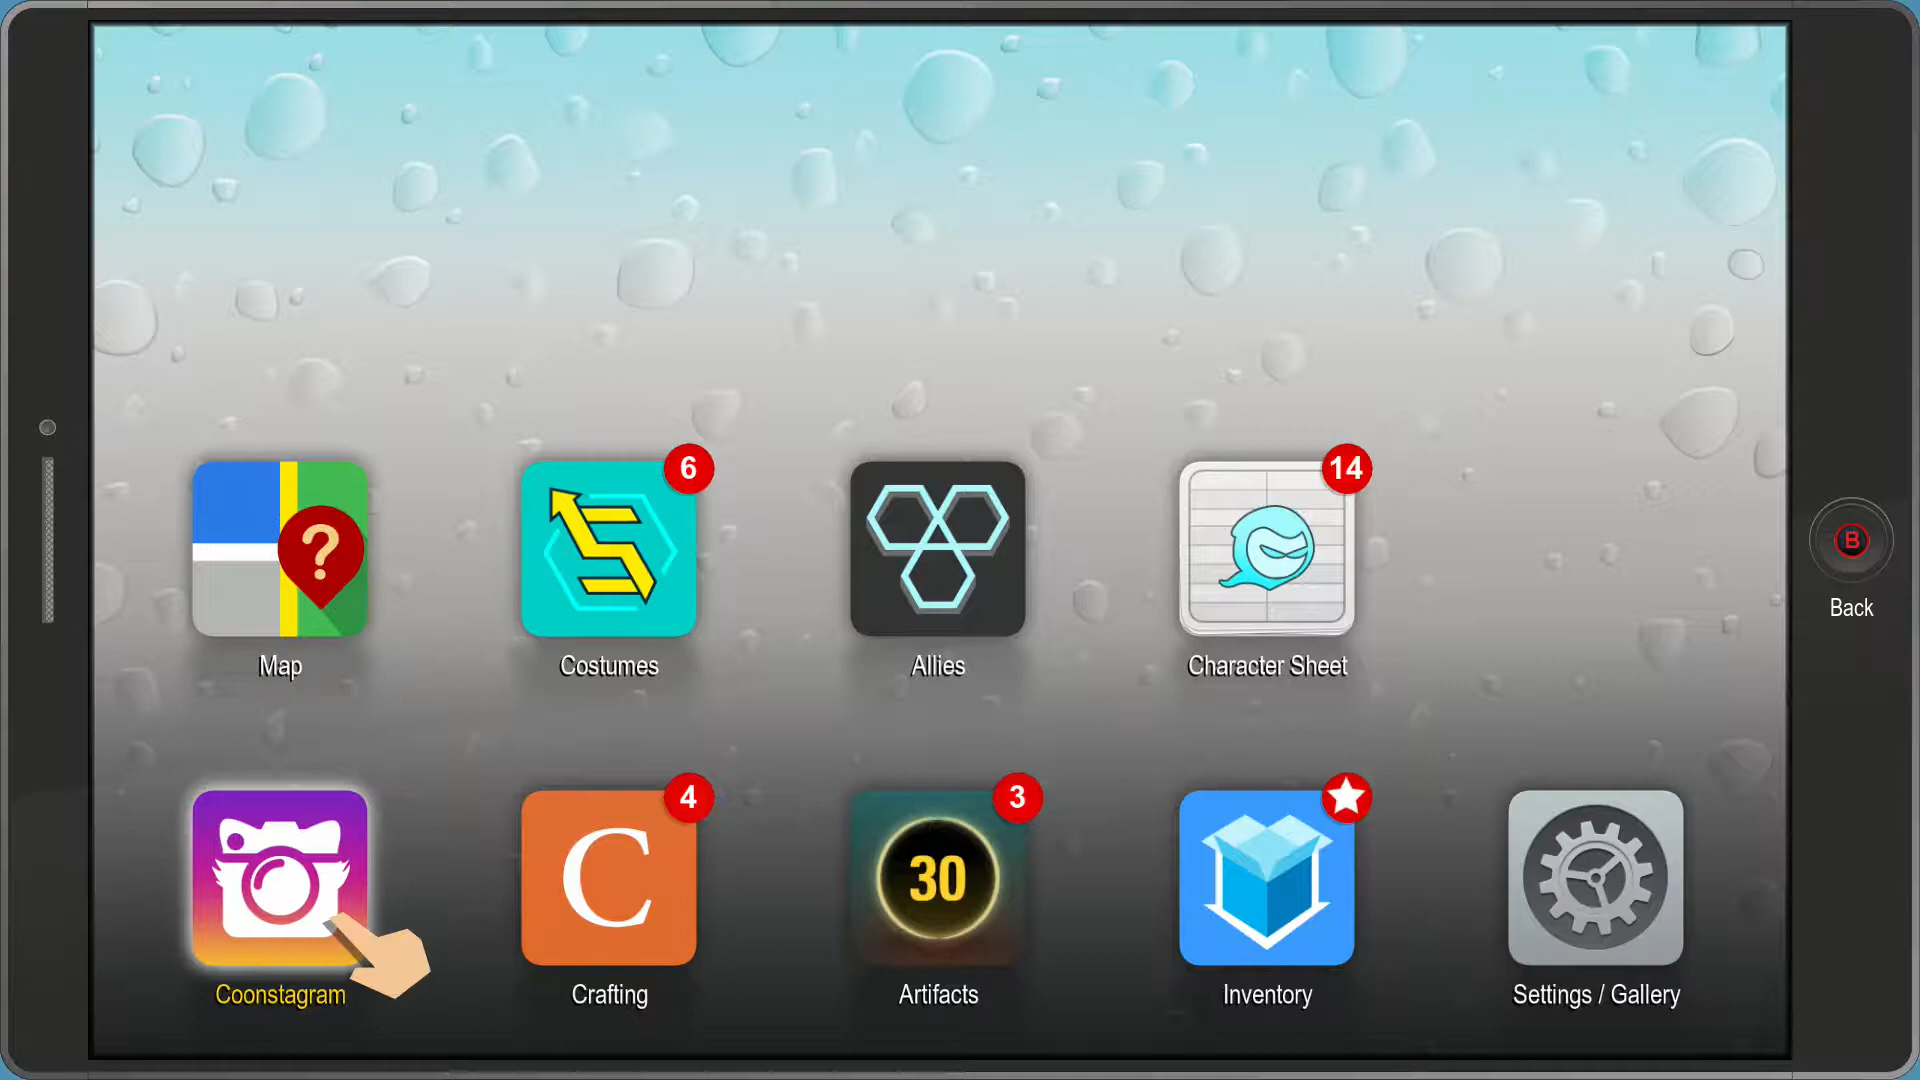 6
14
?
B
Back
Map
Costumes
Allies
Character Sheet
4
3
C
30
Coonstagram
Crafting
Artifacts
Inventory
Settings / Gallery